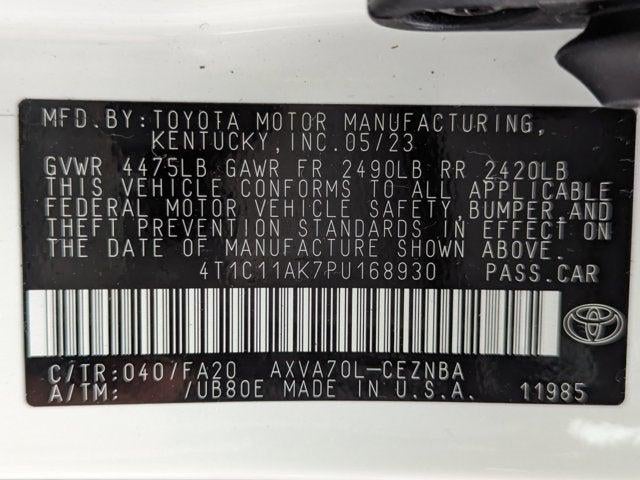 MFD.BY:TOYOTA MOTOR MANUFACTURING,
KENTUCKY,INC.05/23
GVWR 4475LB GAWR FR 2490LB RR 2420LB
THIS VEHICLE CONFORMS TO ALL APPLICABLE
FEDERAL MOTOR VEHICLE SAFETY,BUMPER,AND
THEFT PREVENTION STANDARDS IN EFFECT ON
THE DATE OF MANUFACTURE SHOWN ABOVE.
4T1C11AK7PU168930 PASS.CAR
C/TR:040/FA20 AXVA70L-CEZNBA
A/TM: /UB80E MADE IN U.S.A. 11985